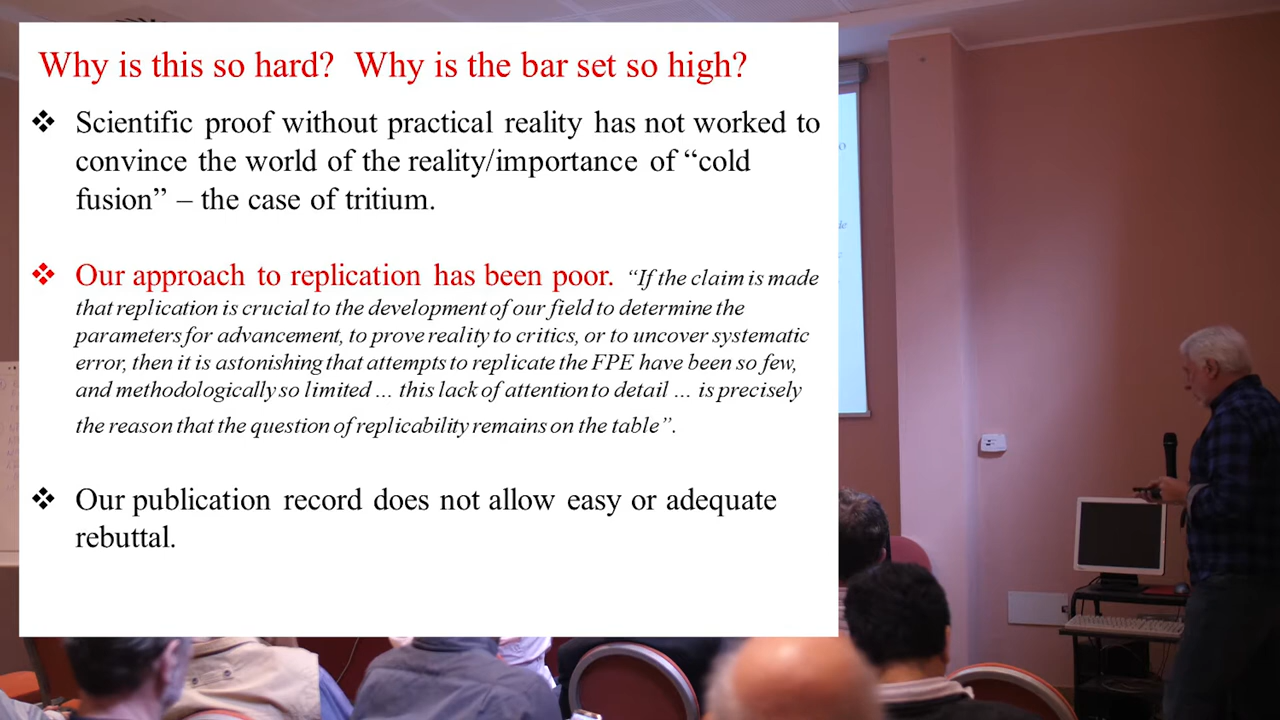 Why is this so hard?  Why is the bar set so high?
❖ Scientific proof without practical reality has not worked to
convince the world of the reality/importance of “cold
fusion” – the case of tritium.
❖ Our approach to replication has been poor. “If the claim is made
that replication is crucial to the development of our field to determine the
parameters for advancement, to prove reality to critics, or to uncover systematic
error, then it is astonishing that attempts to replicate the FPE have been so few,
and methodologically so limited … this lack of attention to detail … is precisely
the reason that the question of replicability remains on the table”.
❖ Our publication record does not allow easy or adequate
rebuttal.